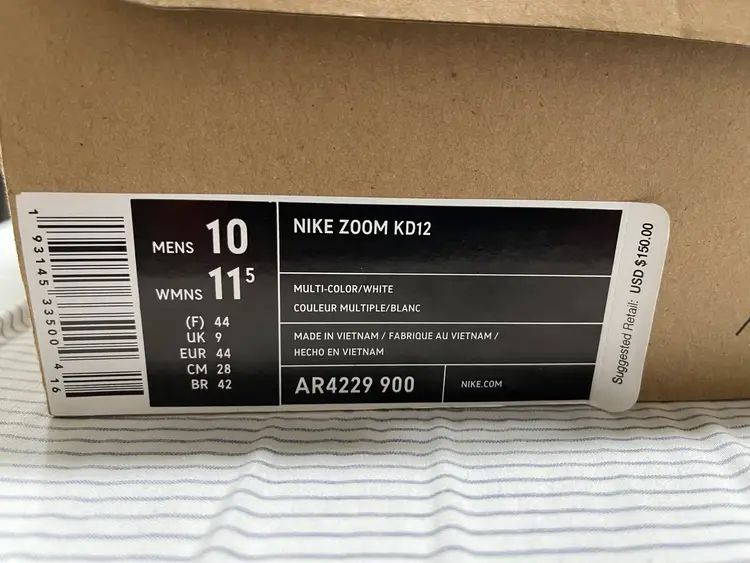 1 93145 33500 4 16
MENS 10
WMNS 11⁵
(F) 44
UK 9
EUR 44
CM 28
BR 42
NIKE ZOOM KD12
MULTI-COLOR/WHITE
COULEUR MULTIPLE/BLANC
MADE IN VIETNAM / FABRIQUE AU VIETNAM /
HECHO EN VIETNAM
AR4229 900
NIKE.COM
Suggested Retail: USD $150.00